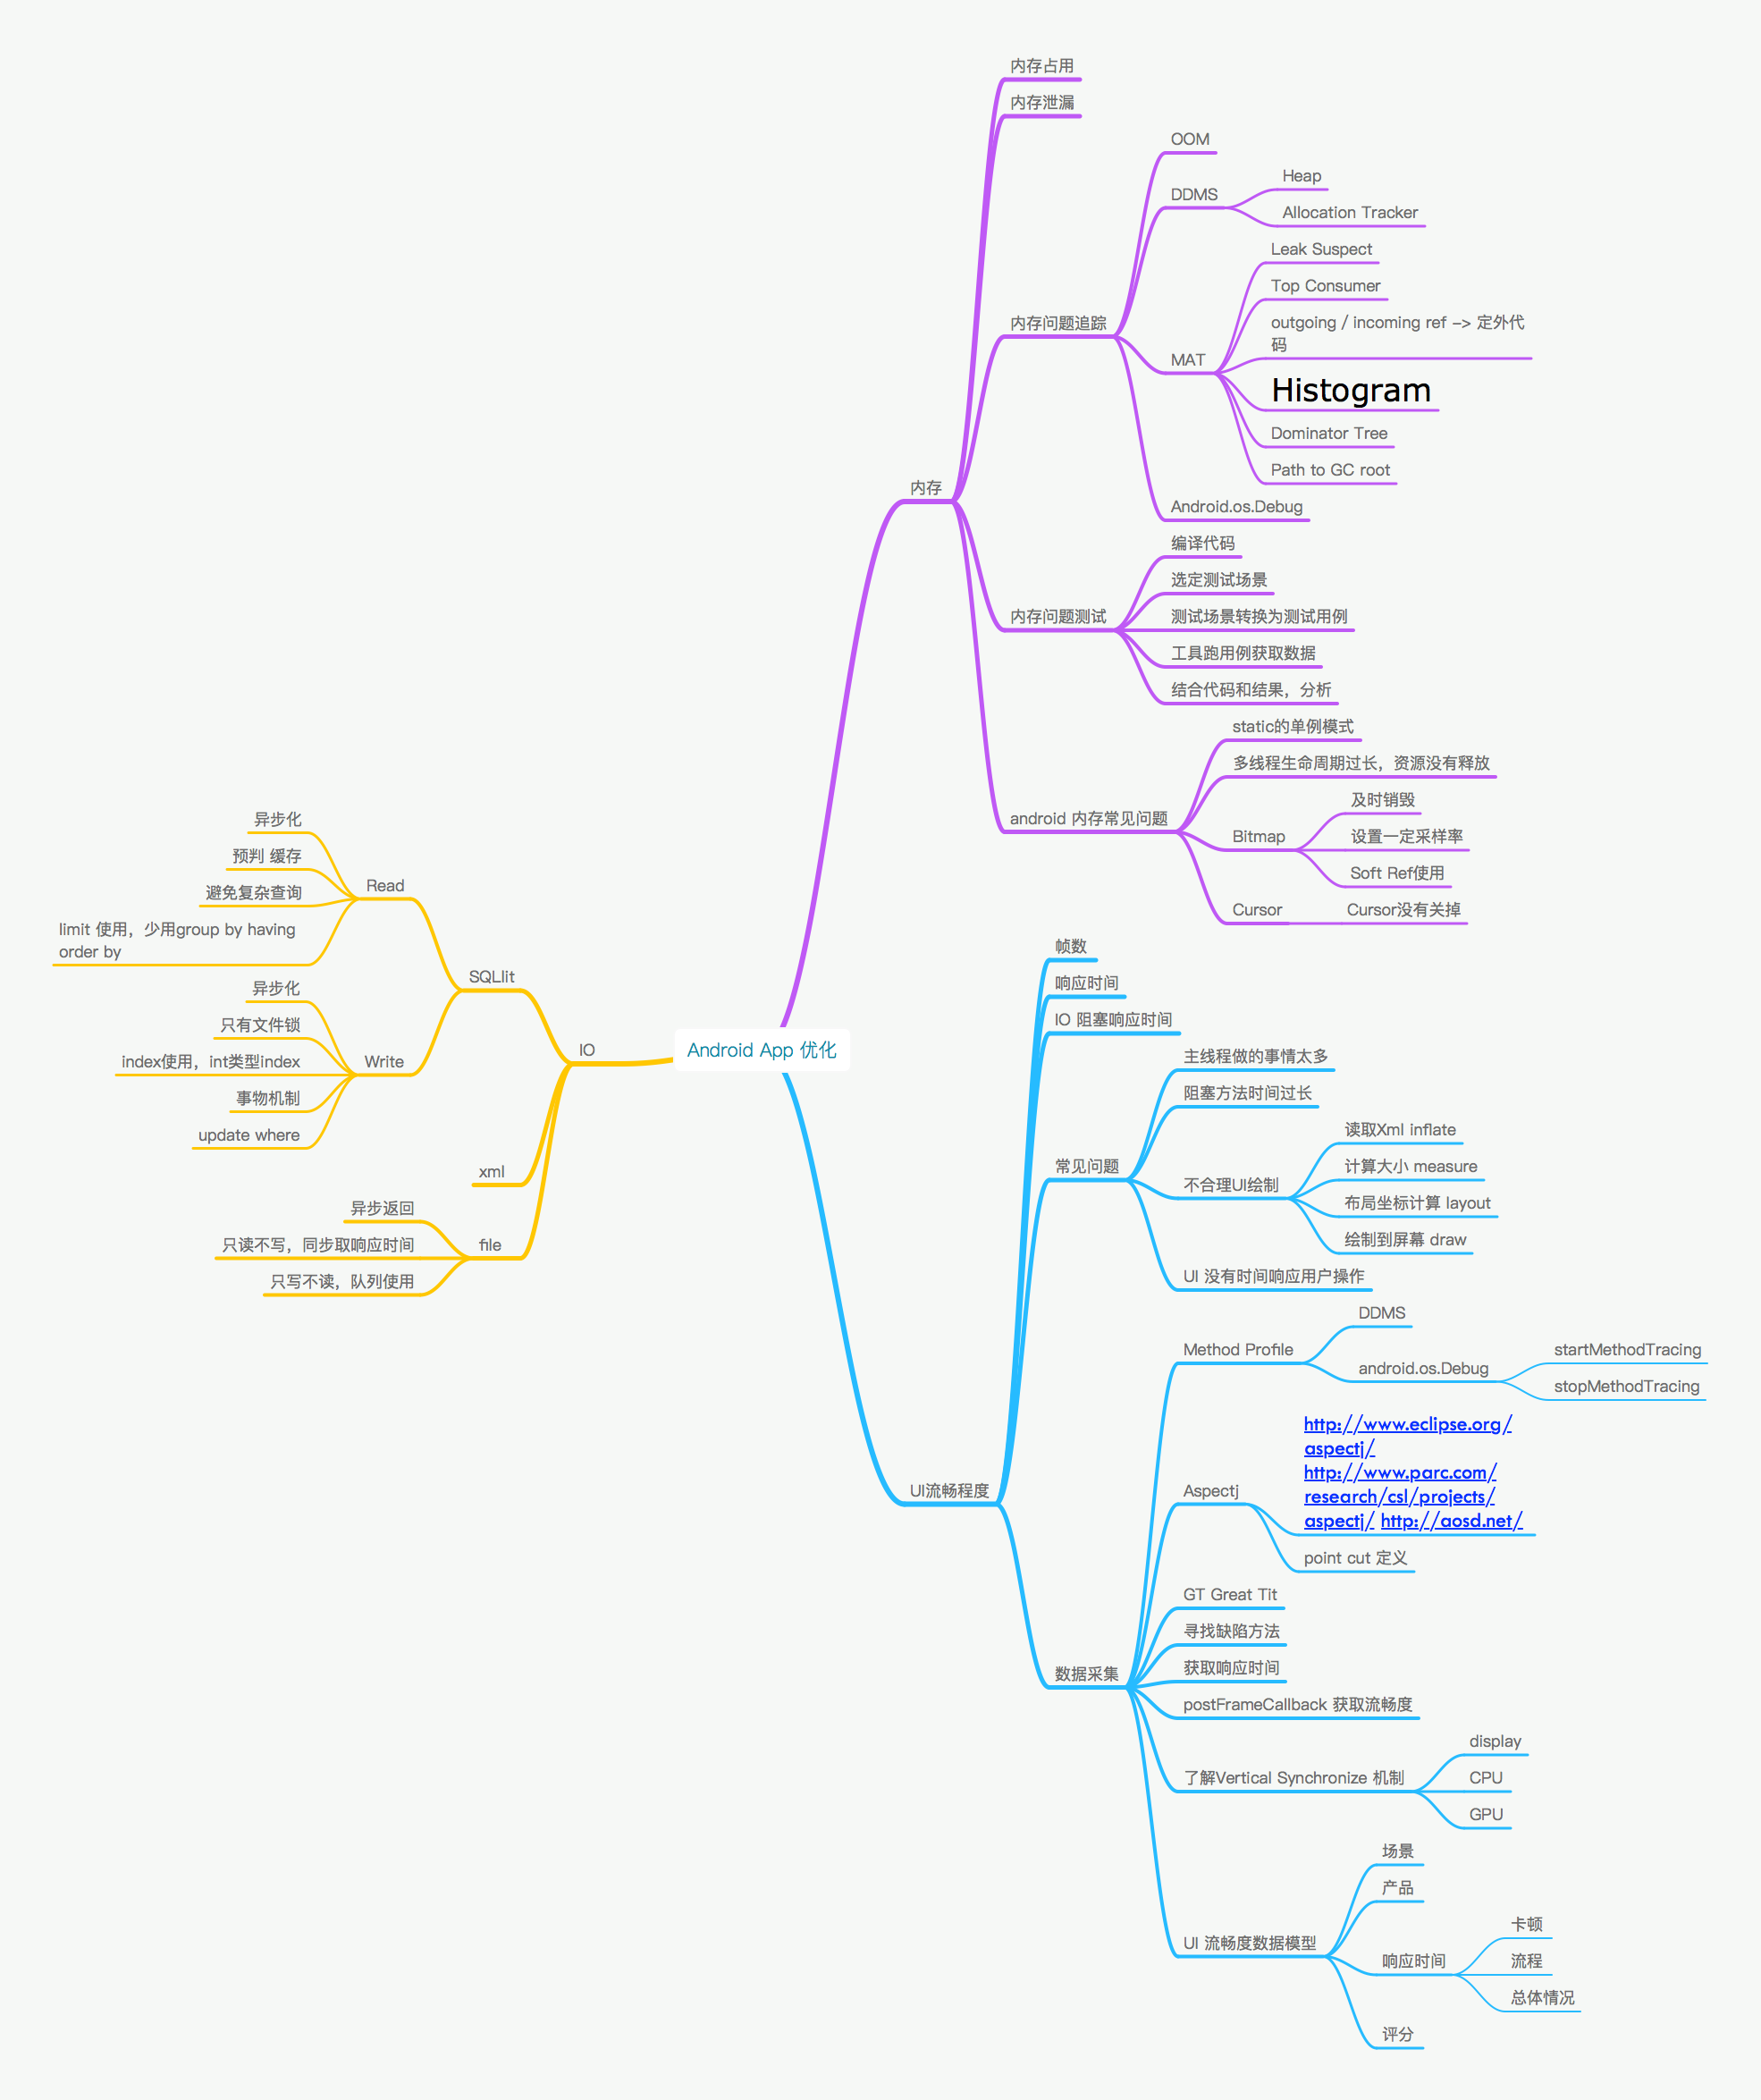 内存占用
内存泄漏
OOM
Heap
DDMS
Allocation Tracker
Leak Suspect
Top Consumer
outgoing / incoming ref -> 定外代
码
内存问题追踪
MAT
Histogram
Dominator Tree
Path to GC root
内存
Android.os.Debug
编译代码
选定测试场景
内存问题测试
测试场景转换为测试用例
工具跑用例获取数据
结合代码和结果，分析
static的单例模式
多线程生命周期过长，资源没有释放
及时销毁
android 内存常见问题
Bitmap
设置一定采样率
Soft Ref使用
Cursor
Cursor没有关掉
异步化
预判 缓存
Read
避免复杂查询
limit 使用，少用group by having
order by
SQLlit
异步化
只有文件锁
index使用，int类型index
Write
事物机制
update where
IO
xml
异步返回
file
只读不写，同步取响应时间
只写不读，队列使用
Android App 优化
帧数
响应时间
IO 阻塞响应时间
主线程做的事情太多
阻塞方法时间过长
读取Xml inflate
常见问题
计算大小 measure
不合理UI绘制
布局坐标计算 layout
绘制到屏幕 draw
UI 没有时间响应用户操作
DDMS
Method Profile
startMethodTracing
android.os.Debug
stopMethodTracing
http://www.eclipse.org/
aspectj/
http://www.parc.com/
research/csl/projects/
aspectj/ http://aosd.net/
UI流畅程度
Aspectj
point cut 定义
GT Great Tit
寻找缺陷方法
获取响应时间
数据采集
postFrameCallback 获取流畅度
display
了解Vertical Synchronize 机制
CPU
GPU
场景
产品
卡顿
UI 流畅度数据模型
响应时间
流程
总体情况
评分